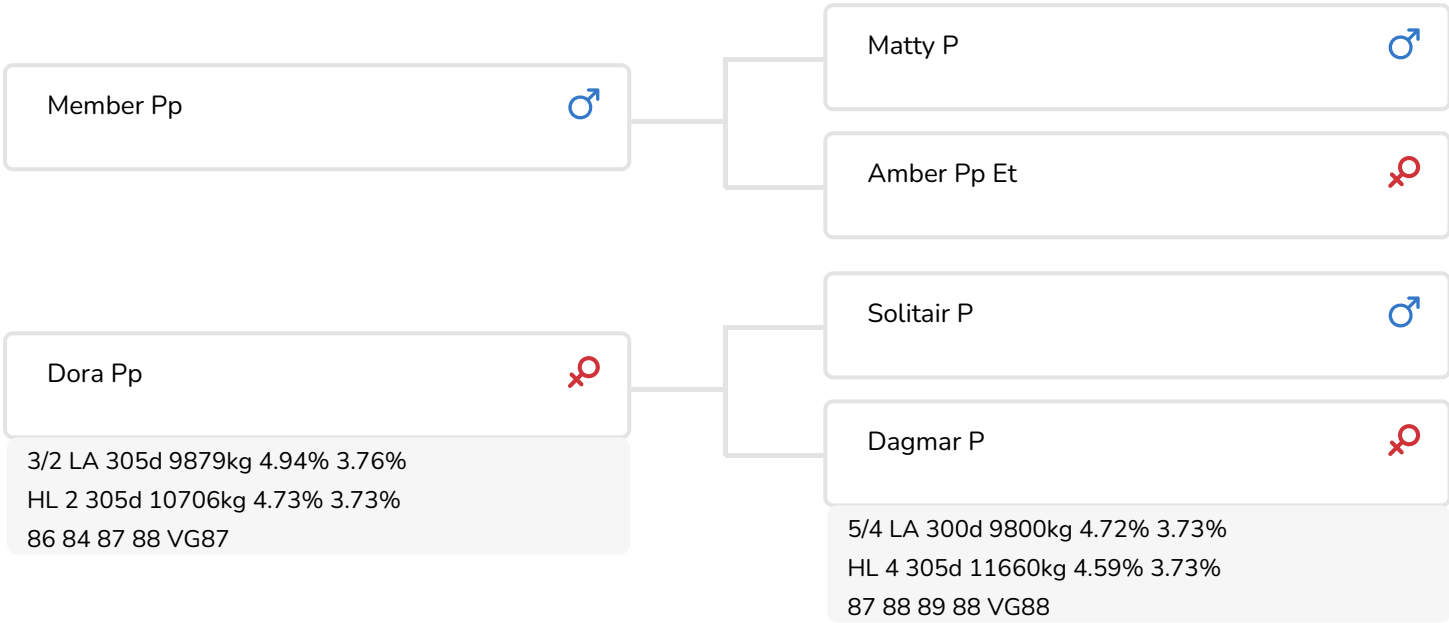 Member Pp
Matty P
Amber Pp Et
Dora Pp
3/2 LA 305d 9879kg 4.94% 3.76%
HL 2 305d 10706kg 4.73% 3.73%
86 84 87 88 VG87
Solitair P
Dagmar P
5/4 LA 300d 9800kg 4.72% 3.73%
HL 4 305d 11660kg 4.59% 3.73%
87 88 89 88 VG88